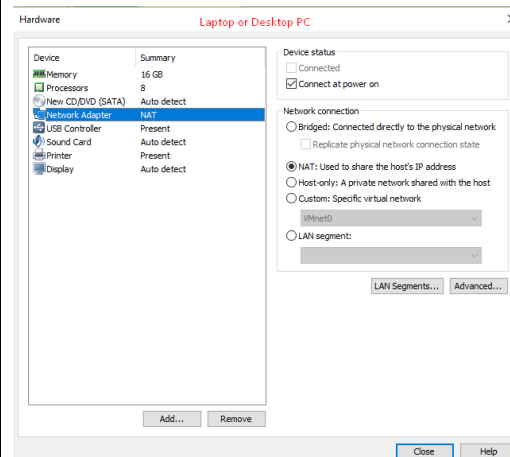 Hardware
Laptop or Desktop PC
Device Summary
Memory 16 GB
Processors 8
New CD/DVD (SATA) Auto detect
Network Adapter NAT
USB Controller Present
Sound Card Auto detect
Printer Present
Display Auto detect
Add... Remove
Device status
Connected
Connect at power on
Network connection
Bridged: Connected directly to the physical network
Replicate physical network connection state
NAT: Used to share the host's IP address
Host-only: A private network shared with the host
Custom: Specific virtual network
VMnet0
LAN segment:
LAN Segments... Advanced...
Close Help